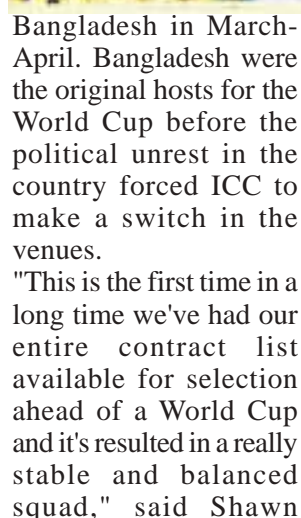 Bangladesh in March-
April. Bangladesh were
the original hosts for the
World Cup before the
political unrest in the
country forced ICC to
make a switch in the
venues.
"This is the first time in a
long time we've had our
entire contract list
available for selection
ahead of a World Cup
and it's resulted in a really
stable and balanced
squad," said Shawn